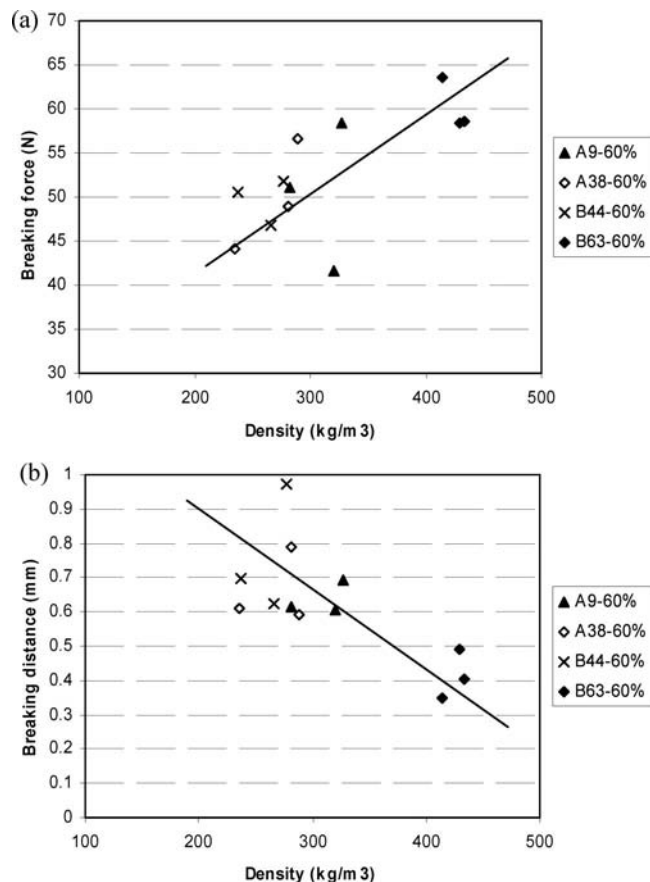 (a)
70
65
60
55
50
45
40
35
30
Breaking force (N)
100 200 300 400 500
Density (kg/m3)
A9-60%
A38-60%
B44-60%
B63-60%
(b)
1
0.9
0.8
0.7
0.6
0.5
0.4
0.3
0.2
0.1
0
Breaking distance (mm)
100 200 300 400 500
Density (kg/m3)
A9-60%
A38-60%
B44-60%
B63-60%